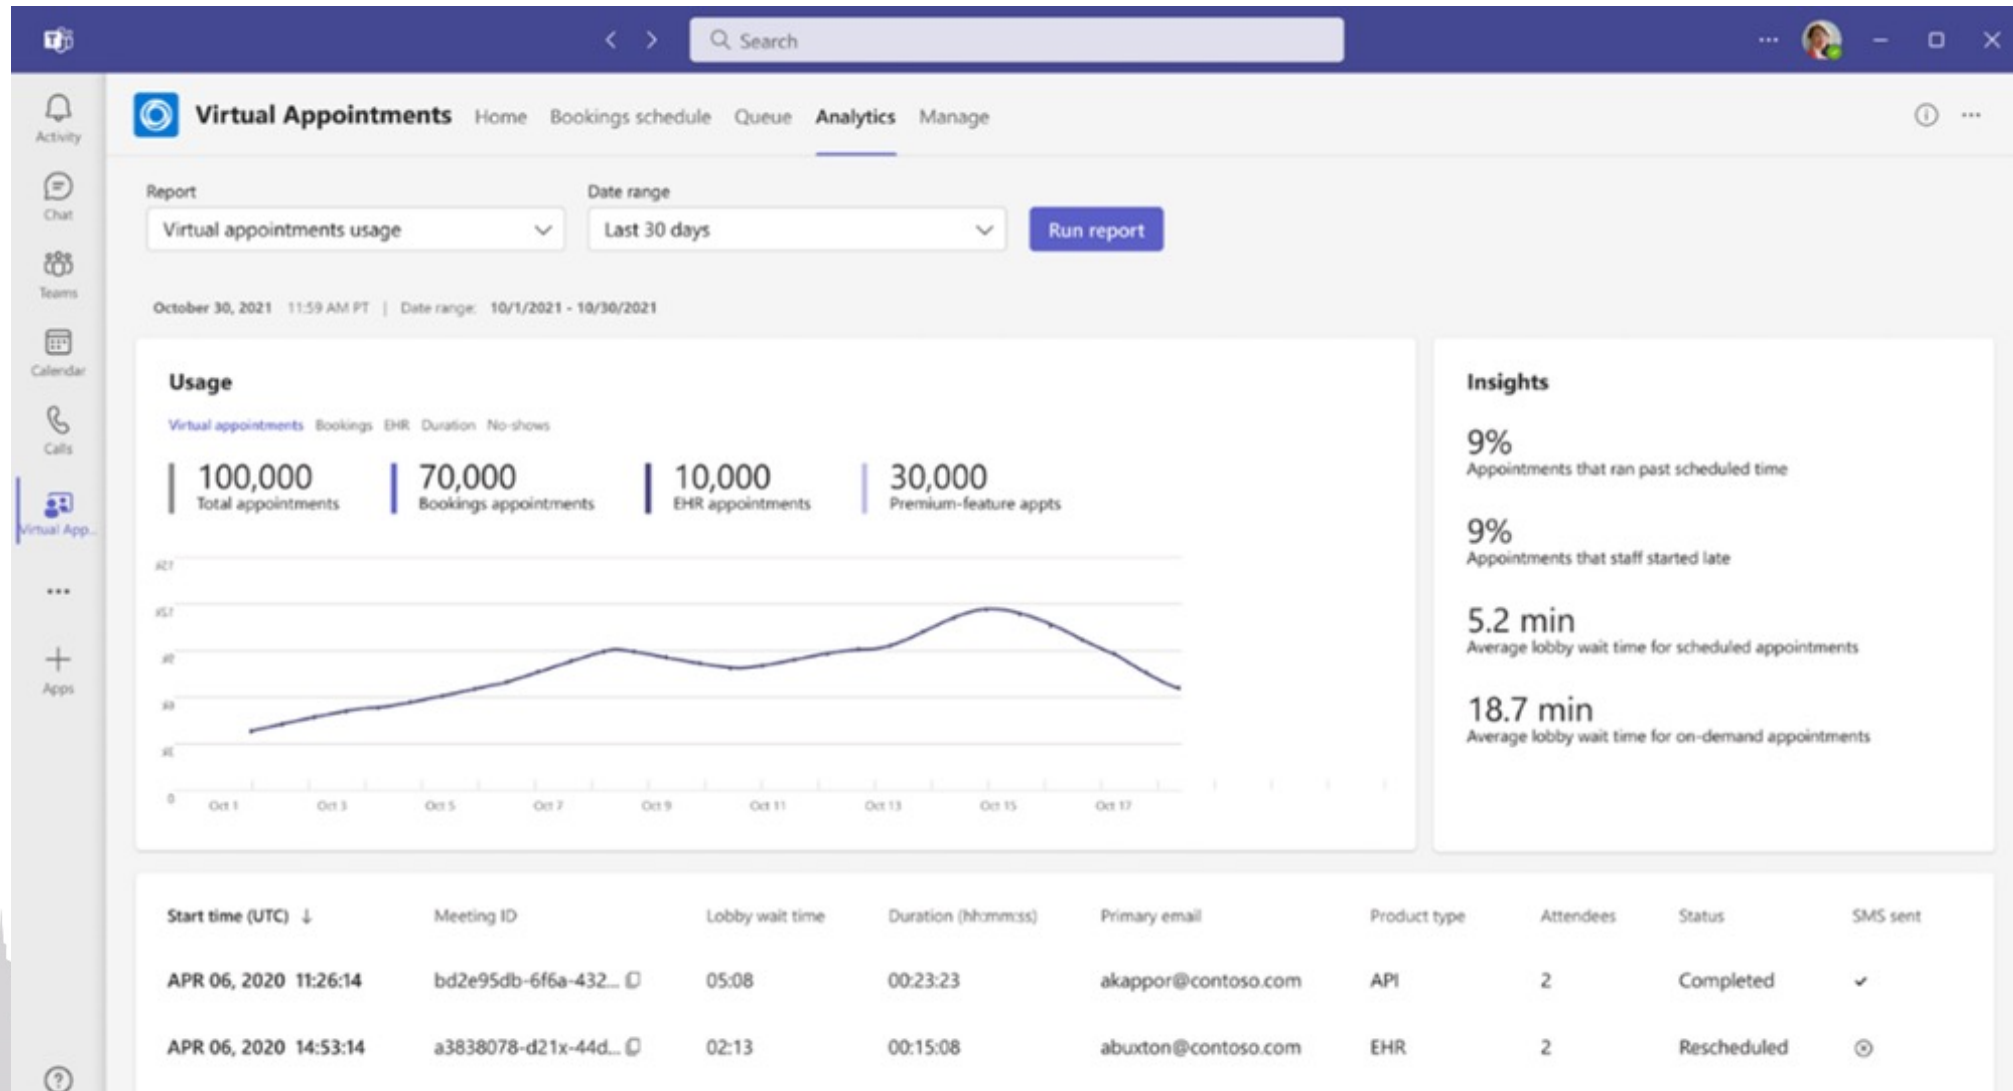 Search
Virtual Appointments Home Bookings schedule Queue Analytics Manage
Activity
Chat
Teams
Calendar
Calls
Virtual App...
Apps
Report
Date range
Virtual appointments usage
Last 30 days
Run report
October 30, 2021 11:59 AM PT | Date range: 10/1/2021 - 10/30/2021
Usage
Virtual appointments Bookings EHR Duration No-shows
100,000
Total appointments
70,000
Bookings appointments
10,000
EHR appointments
30,000
Premium-feature appts
0
Oct 1 Oct 3 Oct 5 Oct 7 Oct 9 Oct 11 Oct 13 Oct 15 Oct 17
Insights
9%
Appointments that ran past scheduled time
9%
Appointments that staff started late
5.2 min
Average lobby wait time for scheduled appointments
18.7 min
Average lobby wait time for on-demand appointments
Start time (UTC) ↓ Meeting ID Lobby wait time Duration (hh:mm:ss) Primary email Product type Attendees Status SMS sent
APR 06, 2020 11:26:14 bd2e95db-6f6a-432... 05:08 00:23:23 akappor@contoso.com API 2 Completed
APR 06, 2020 14:53:14 a3838078-d21x-44d... 02:13 00:15:08 abuxton@contoso.com EHR 2 Rescheduled